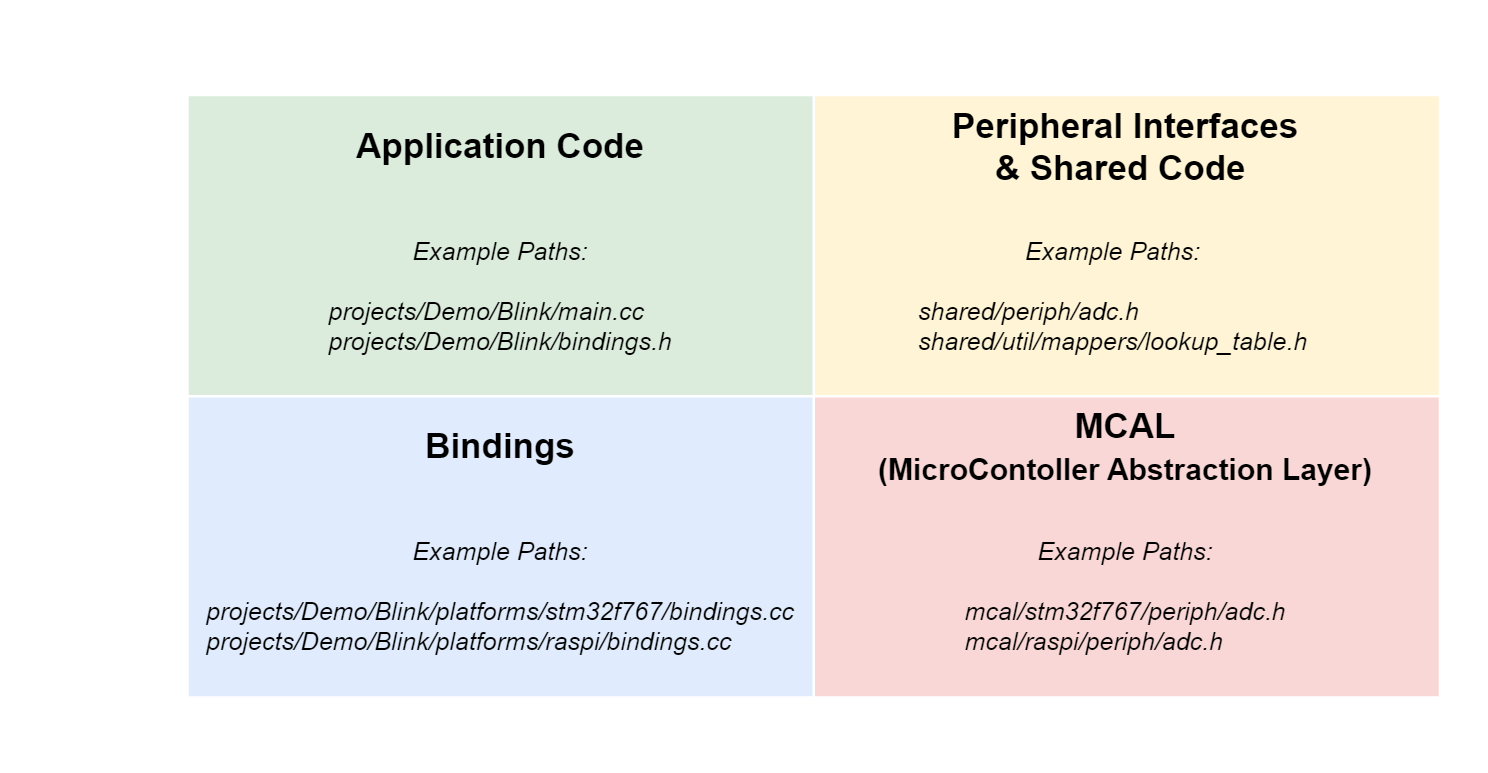 Application Code
Example Paths:
projects/Demo/Blink/main.cc
projects/Demo/Blink/bindings.h
Peripheral Interfaces
& Shared Code
Example Paths:
shared/periph/adc.h
shared/util/mappers/lookup_table.h
Bindings
Example Paths:
projects/Demo/Blink/platforms/stm32f767/bindings.cc
projects/Demo/Blink/platforms/raspi/bindings.cc
MCAL
(MicroContoller Abstraction Layer)
Example Paths:
mcal/stm32f767/periph/adc.h
mcal/raspi/periph/adc.h